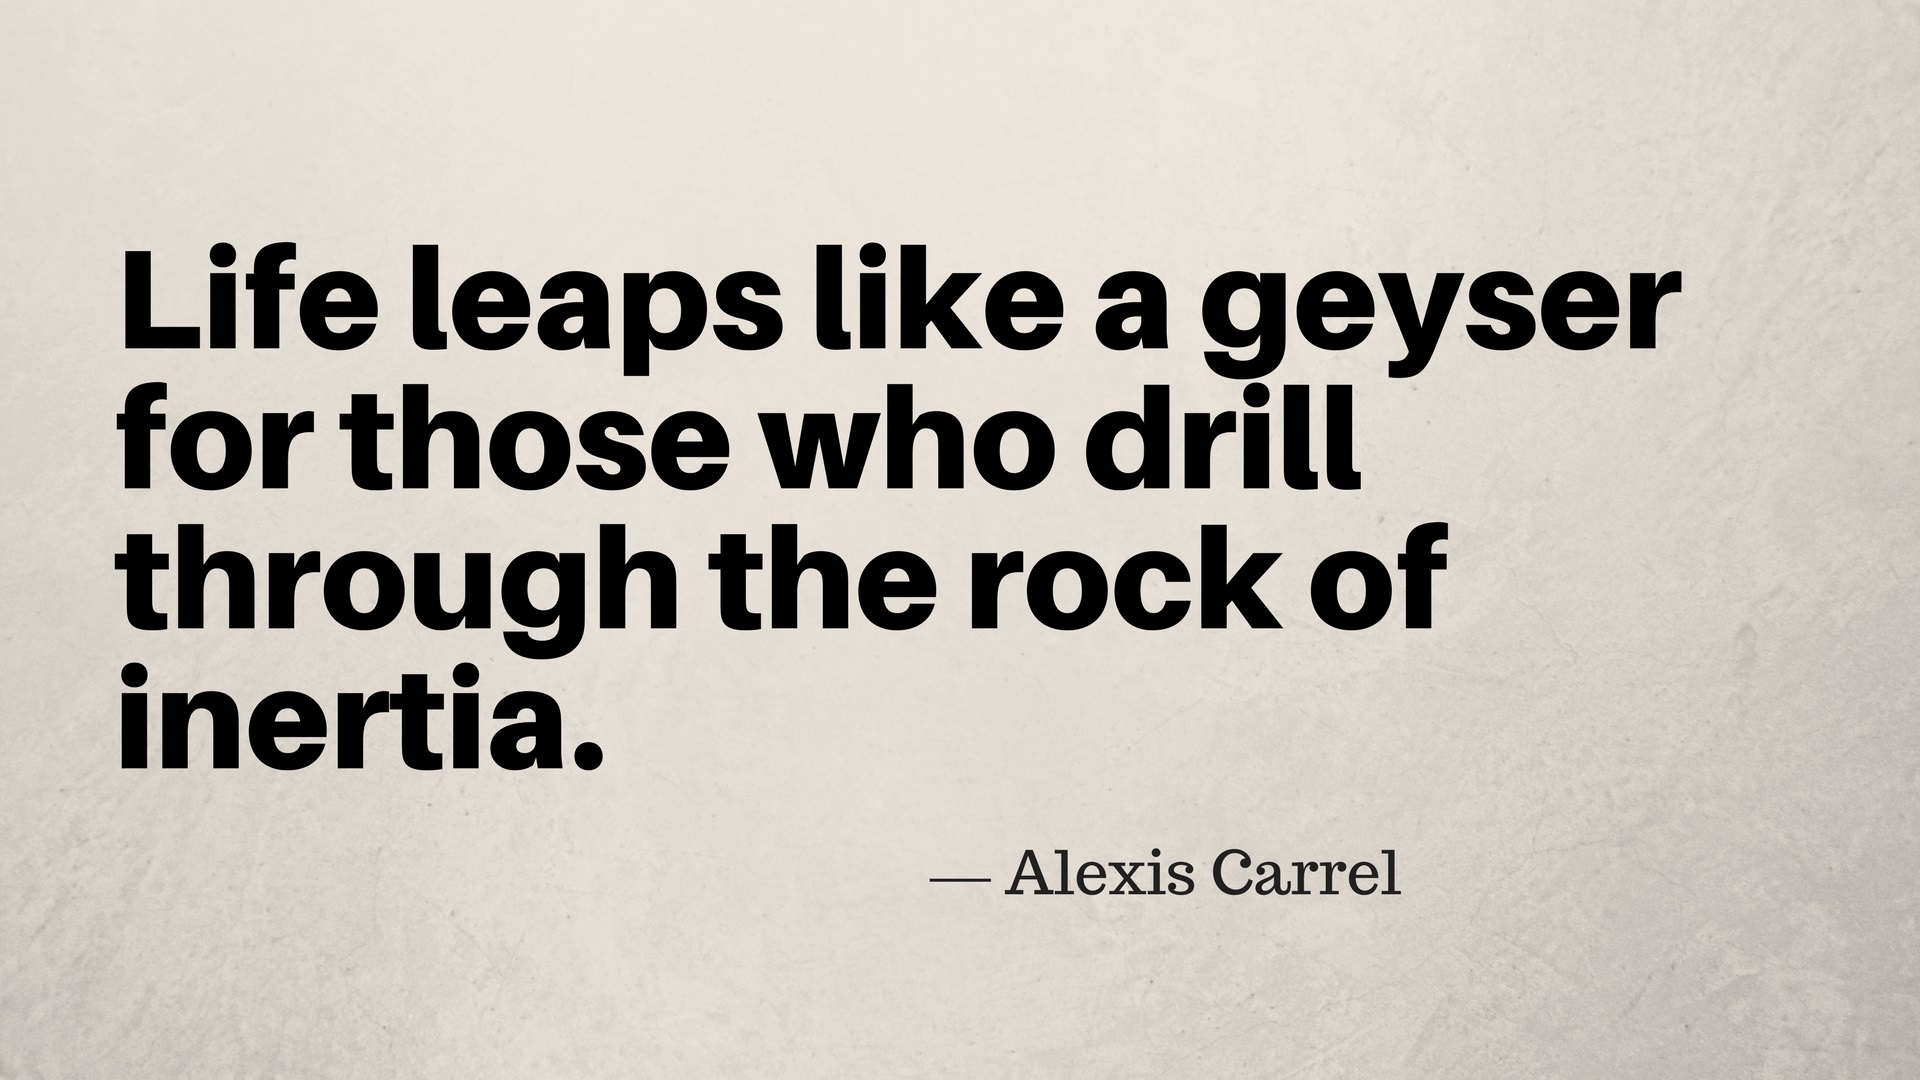 Life leaps like a geyser
for those who drill
through the rock of
inertia.
— Alexis Carrel